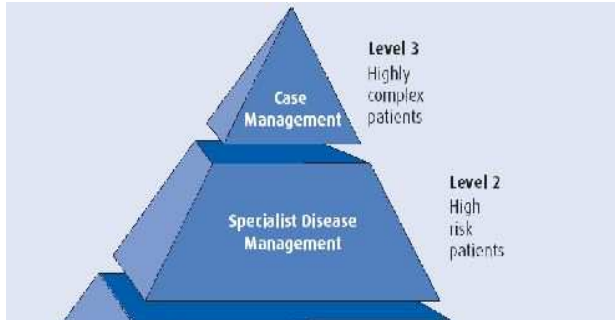 Case
Management
Level 3
Highly
complex
patients
Specialist Disease
Management
Level 2
High
risk
patients